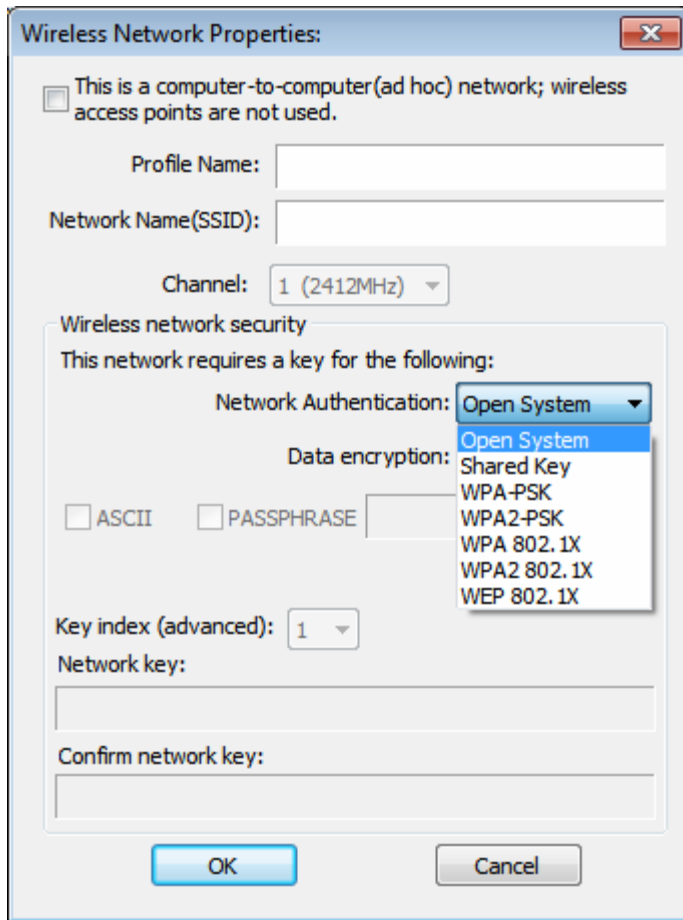 Wireless Network Properties:
This is a computer-to-computer(ad hoc) network; wireless
access points are not used.
Profile Name:
Network Name(SSID):
Channel: 1 (2412MHz)
Wireless network security
This network requires a key for the following:
Network Authentication: Open System
Open System
Data encryption:
Shared Key
WPA-PSK
ASCII PASSPHRASE
WPA2-PSK
WPA 802.1X
WPA2 802.1X
WEP 802.1X
Key index (advanced): 1
Network key:
Confirm network key:
OK Cancel